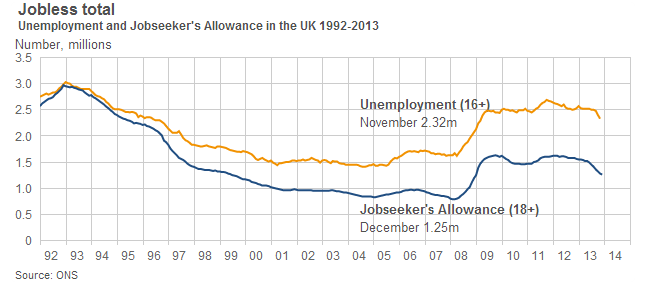 Jobless total
Unemployment and Jobseeker's Allowance in the UK 1992-2013
Number, millions
3.5
3.0
2.5
2.0
1.5
1.0
0.5
0
Unemployment (16+)
November 2.32m
Jobseeker's Allowance (18+)
December 1.25m
92 93 94 95 96 97 98 99 00 01 02 03 04 05 06 07 08 09 10 11 12 13 14
Source: ONS